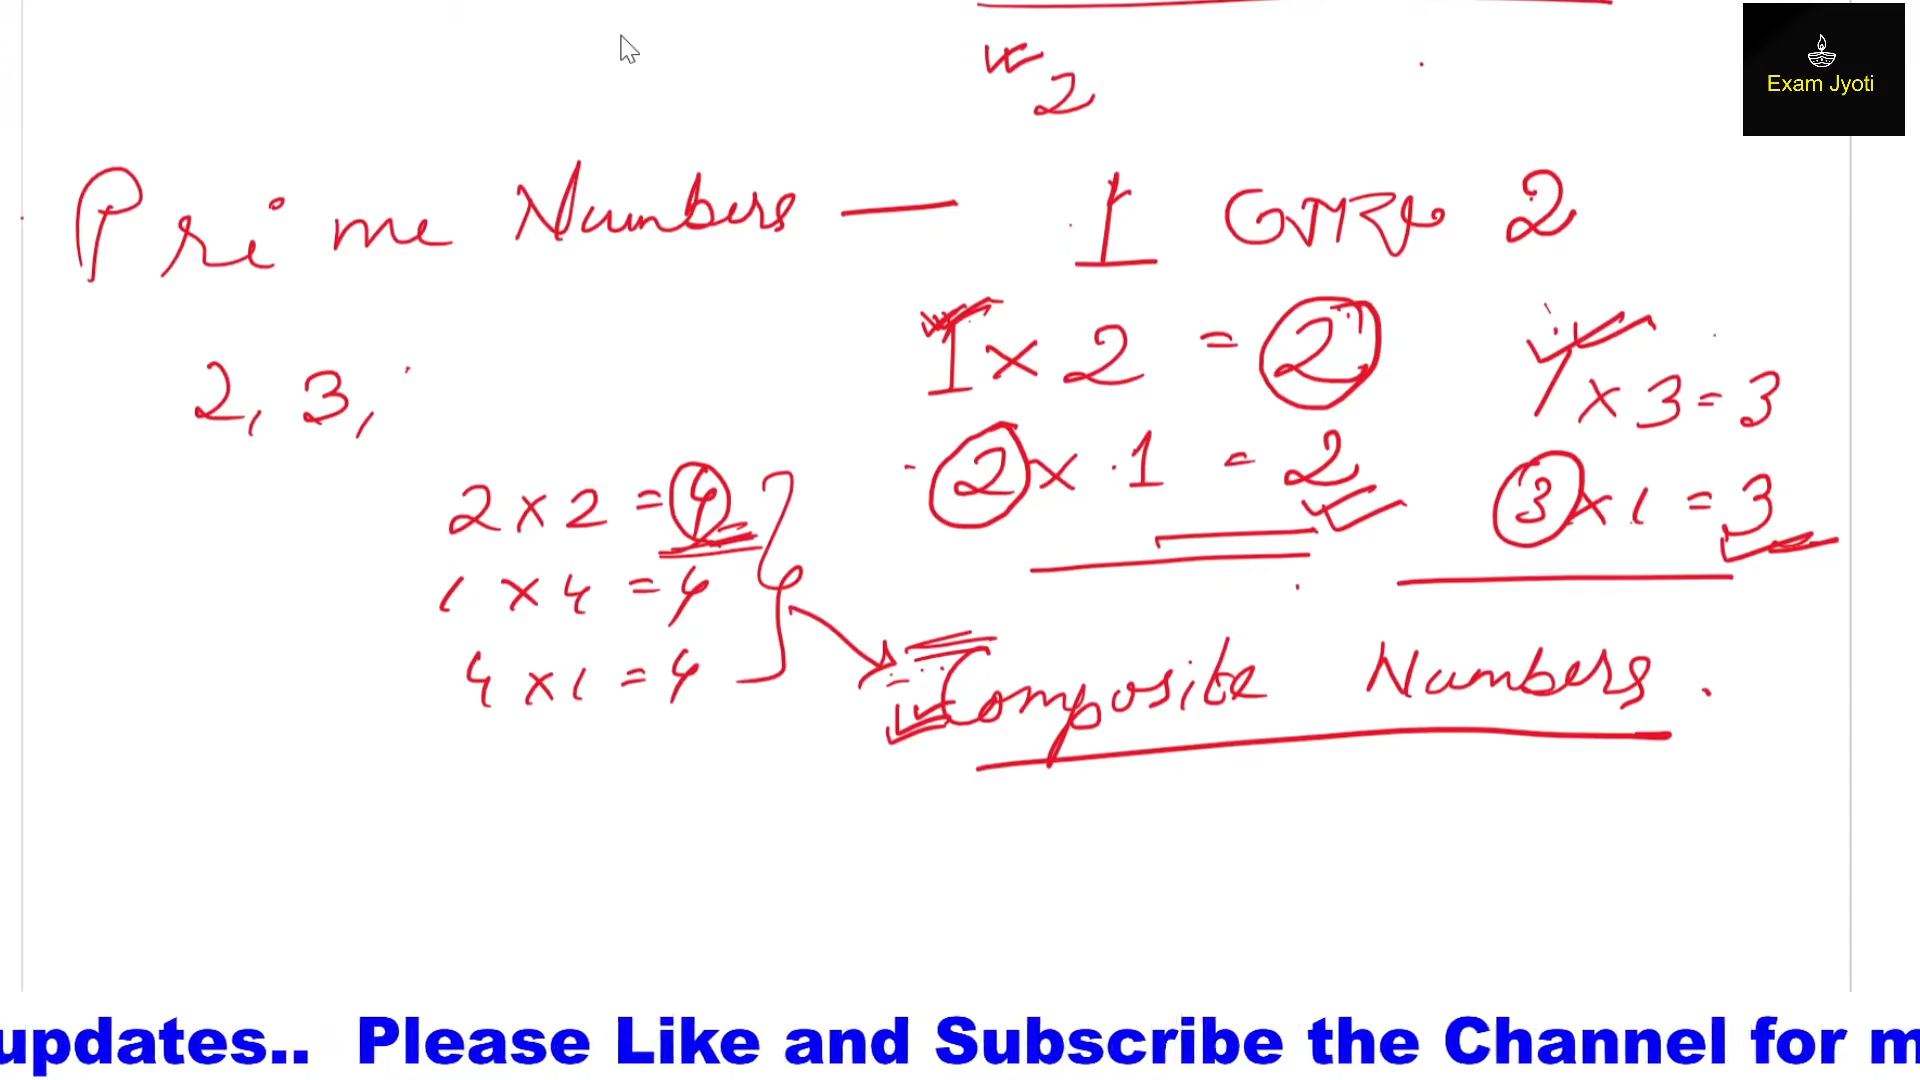 2
Exam Jyoti
Prime Numbers — 1 2
2, 3,
1 × 2 = 2
2 × 1 = 2
1 × 3 = 3
3 × 1 = 3
2 × 2 = 4
1 × 4 = 4
4 × 1 = 4
Composite Numbers.
updates.. Please Like and Subscribe the Channel for m